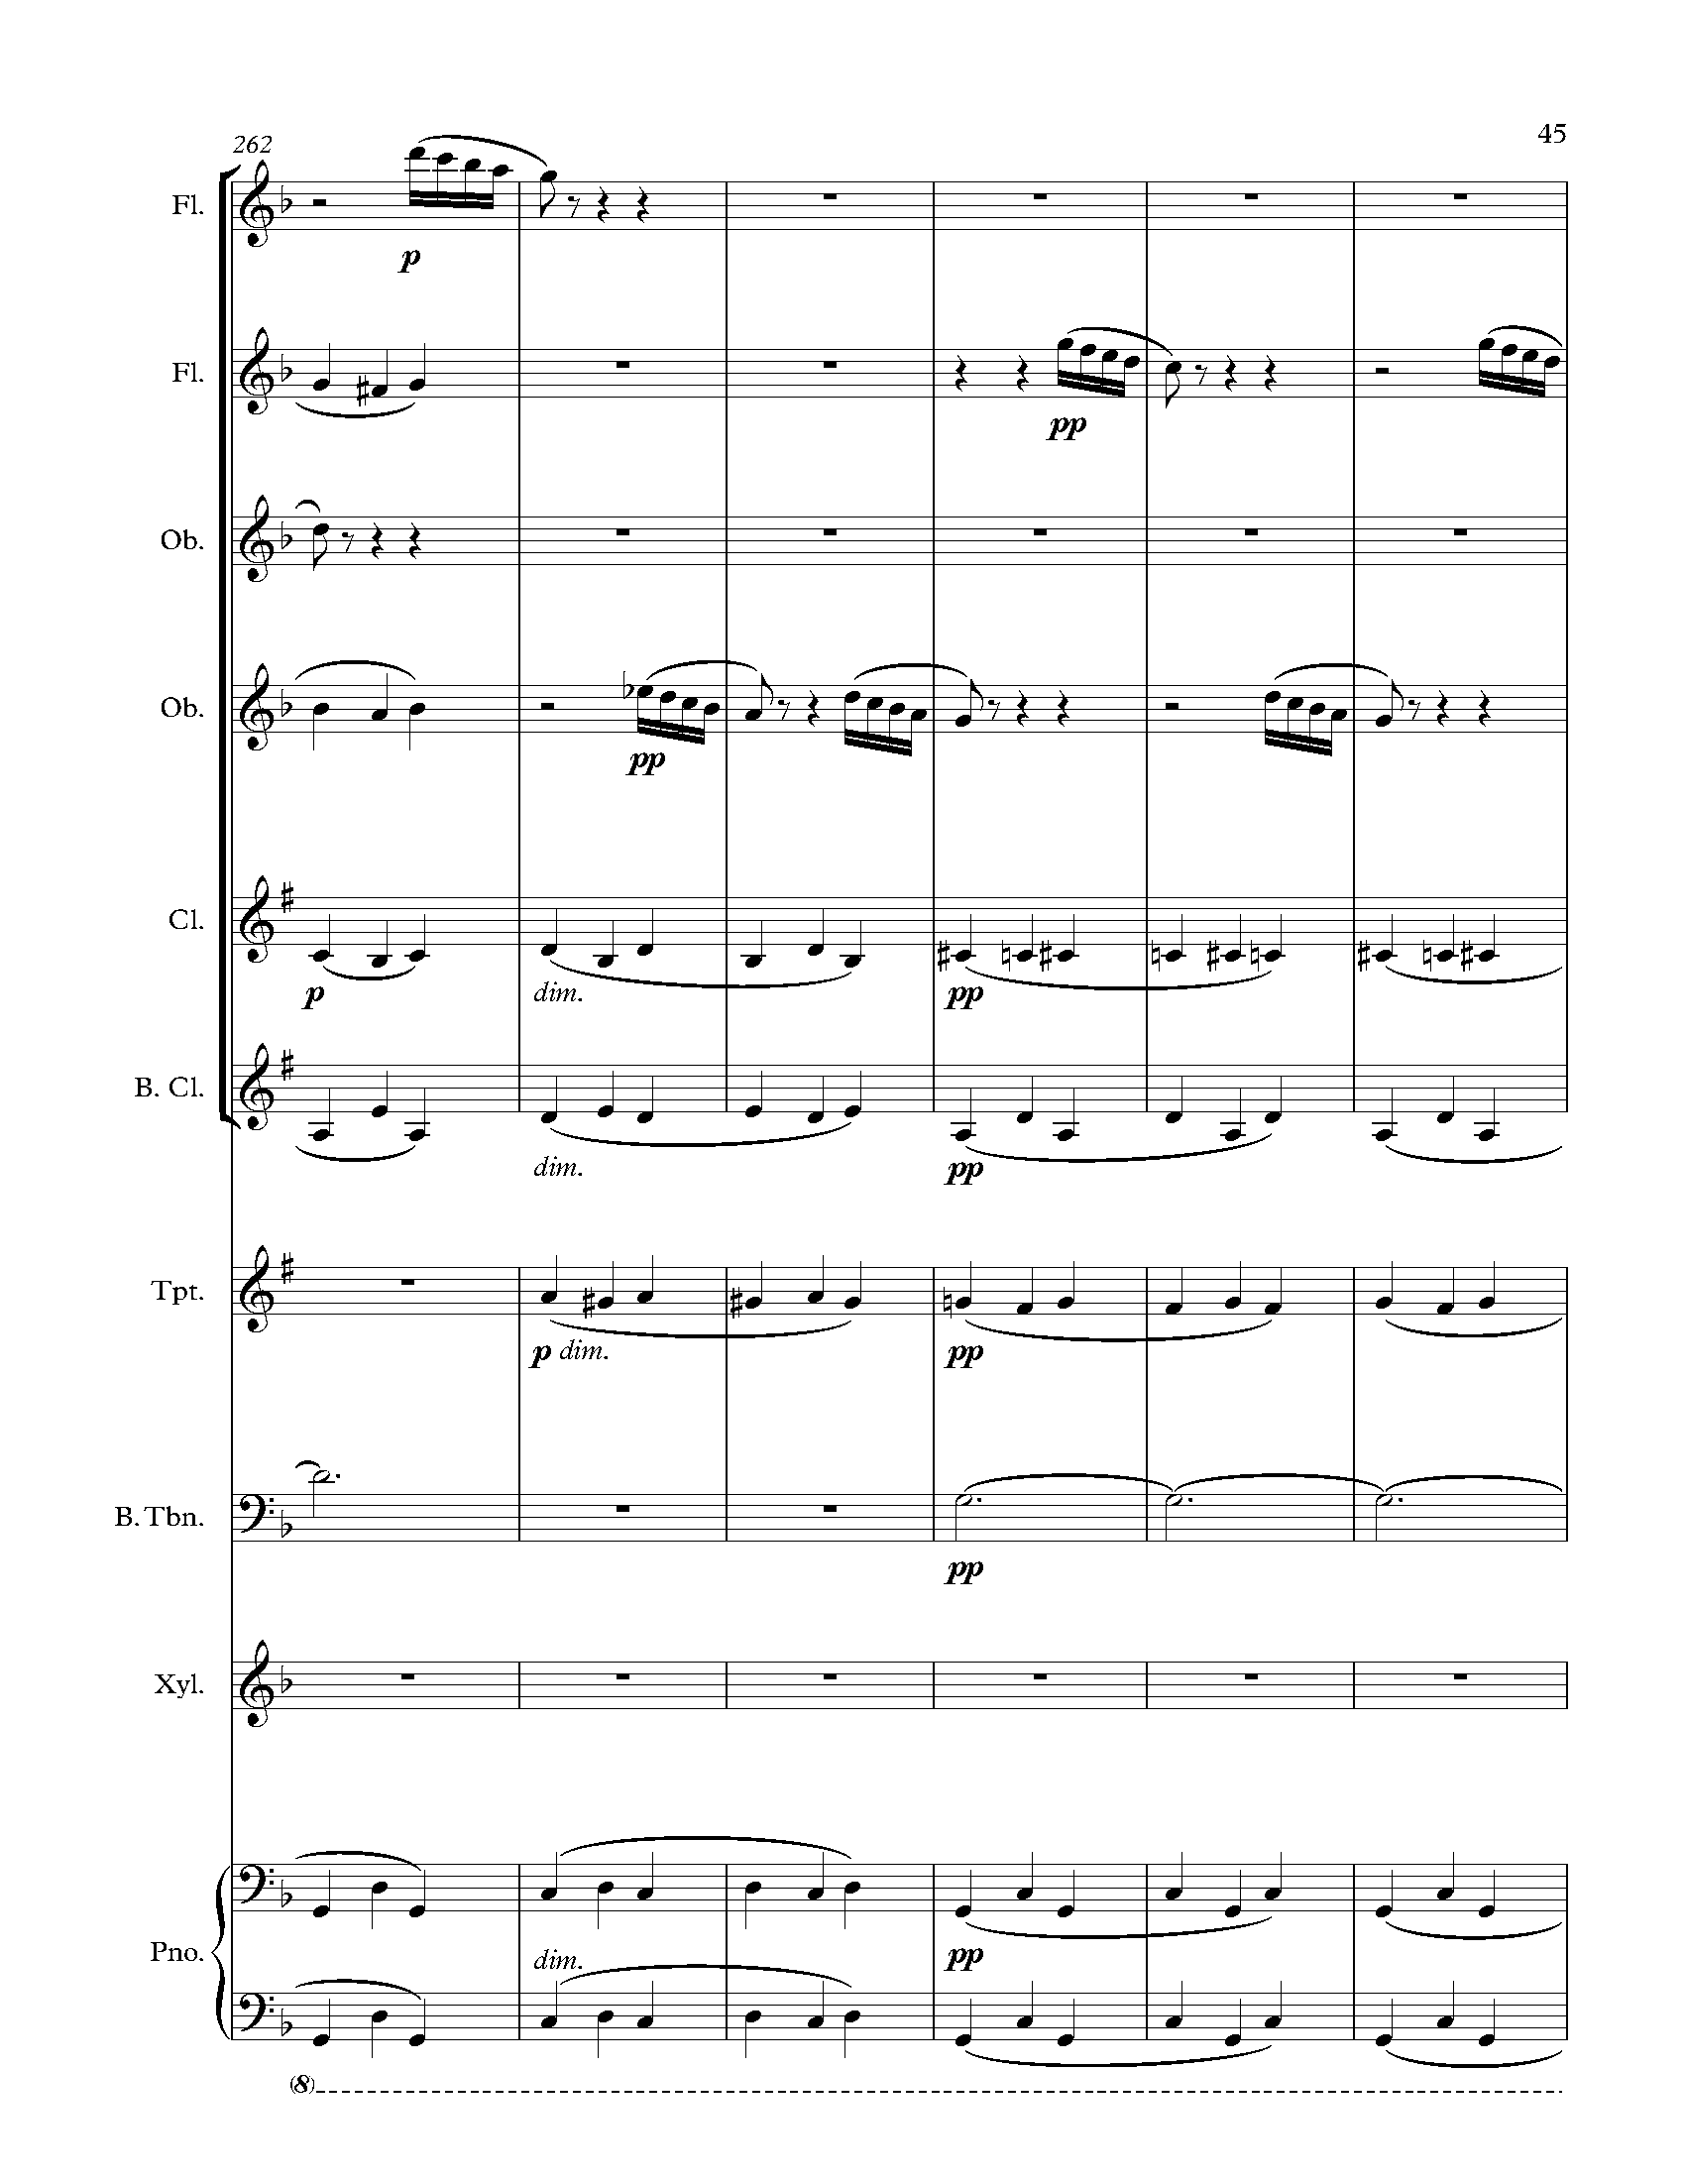 262
45
Fl.
p
Fl.
pp
Ob.
Ob.
pp
Cl.
p dim. pp
B. Cl.
dim. pp
Tpt.
p dim. pp
B. Tbn.
pp
Xyl.
Pno.
dim. pp
(8)